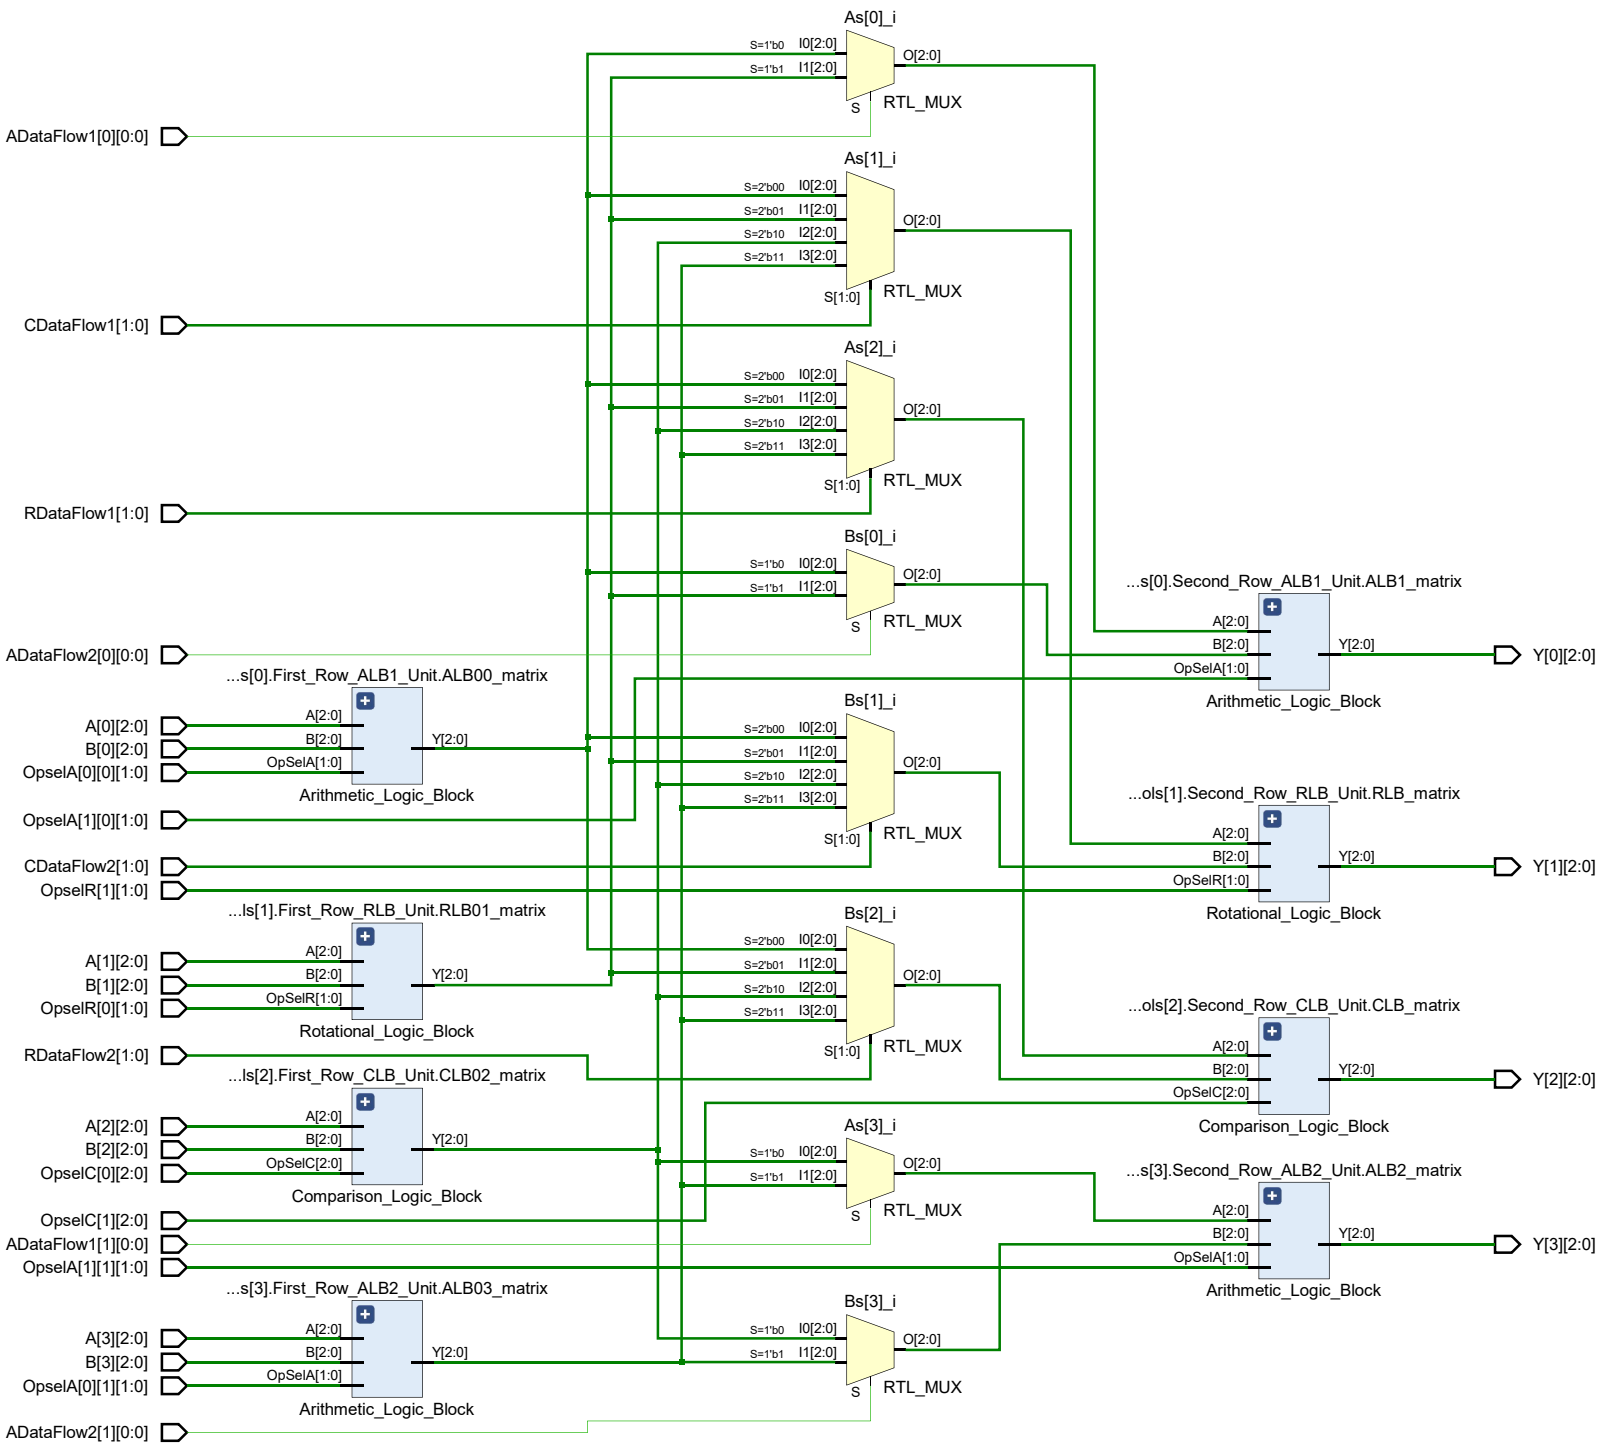 As[0]_i
S=1'b0 I0[2:0]
S=1'b1 I1[2:0]
O[2:0]
S
RTL_MUX
ADataFlow1[0][0:0]
As[1]_i
S=2'b00 I0[2:0]
S=2'b01 I1[2:0]
S=2'b10 I2[2:0]
S=2'b11 I3[2:0]
O[2:0]
S[1:0]
RTL_MUX
CDataFlow1[1:0]
As[2]_i
S=2'b00 I0[2:0]
S=2'b01 I1[2:0]
S=2'b10 I2[2:0]
S=2'b11 I3[2:0]
O[2:0]
S[1:0]
RTL_MUX
RDataFlow1[1:0]
Bs[0]_i
S=1'b0 I0[2:0]
S=1'b1 I1[2:0]
O[2:0]
S
RTL_MUX
ADataFlow2[0][0:0]
...s[0].Second_Row_ALB1_Unit.ALB1_matrix
A[2:0]
B[2:0]
OpSelA[1:0]
Y[2:0]
Y[0][2:0]
Arithmetic_Logic_Block
...s[0].First_Row_ALB1_Unit.ALB00_matrix
A[0][2:0]
B[0][2:0]
OpselA[0][0][1:0]
A[2:0]
B[2:0]
OpSelA[1:0]
Y[2:0]
Arithmetic_Logic_Block
Bs[1]_i
S=2'b00 I0[2:0]
S=2'b01 I1[2:0]
S=2'b10 I2[2:0]
S=2'b11 I3[2:0]
O[2:0]
S[1:0]
RTL_MUX
OpselA[1][0][1:0]
CDataFlow2[1:0]
OpselR[1][1:0]
...ols[1].Second_Row_RLB_Unit.RLB_matrix
A[2:0]
B[2:0]
OpSelR[1:0]
Y[2:0]
Y[1][2:0]
Rotational_Logic_Block
...ls[1].First_Row_RLB_Unit.RLB01_matrix
A[1][2:0]
B[1][2:0]
OpselR[0][1:0]
A[2:0]
B[2:0]
OpSelR[1:0]
Y[2:0]
Rotational_Logic_Block
Bs[2]_i
S=2'b00 I0[2:0]
S=2'b01 I1[2:0]
S=2'b10 I2[2:0]
S=2'b11 I3[2:0]
O[2:0]
S[1:0]
RTL_MUX
RDataFlow2[1:0]
...ols[2].Second_Row_CLB_Unit.CLB_matrix
A[2:0]
B[2:0]
OpSelC[2:0]
Y[2:0]
Y[2][2:0]
Comparison_Logic_Block
...ls[2].First_Row_CLB_Unit.CLB02_matrix
A[2][2:0]
B[2][2:0]
OpselC[0][2:0]
A[2:0]
B[2:0]
OpSelC[2:0]
Y[2:0]
Comparison_Logic_Block
As[3]_i
S=1'b0 I0[2:0]
S=1'b1 I1[2:0]
O[2:0]
S
RTL_MUX
OpselC[1][2:0]
ADataFlow1[1][0:0]
OpselA[1][1][1:0]
...s[3].Second_Row_ALB2_Unit.ALB2_matrix
A[2:0]
B[2:0]
OpSelA[1:0]
Y[2:0]
Y[3][2:0]
Arithmetic_Logic_Block
...s[3].First_Row_ALB2_Unit.ALB03_matrix
A[3][2:0]
B[3][2:0]
OpselA[0][1][1:0]
A[2:0]
B[2:0]
OpSelA[1:0]
Y[2:0]
Arithmetic_Logic_Block
Bs[3]_i
S=1'b0 I0[2:0]
S=1'b1 I1[2:0]
O[2:0]
S
RTL_MUX
ADataFlow2[1][0:0]